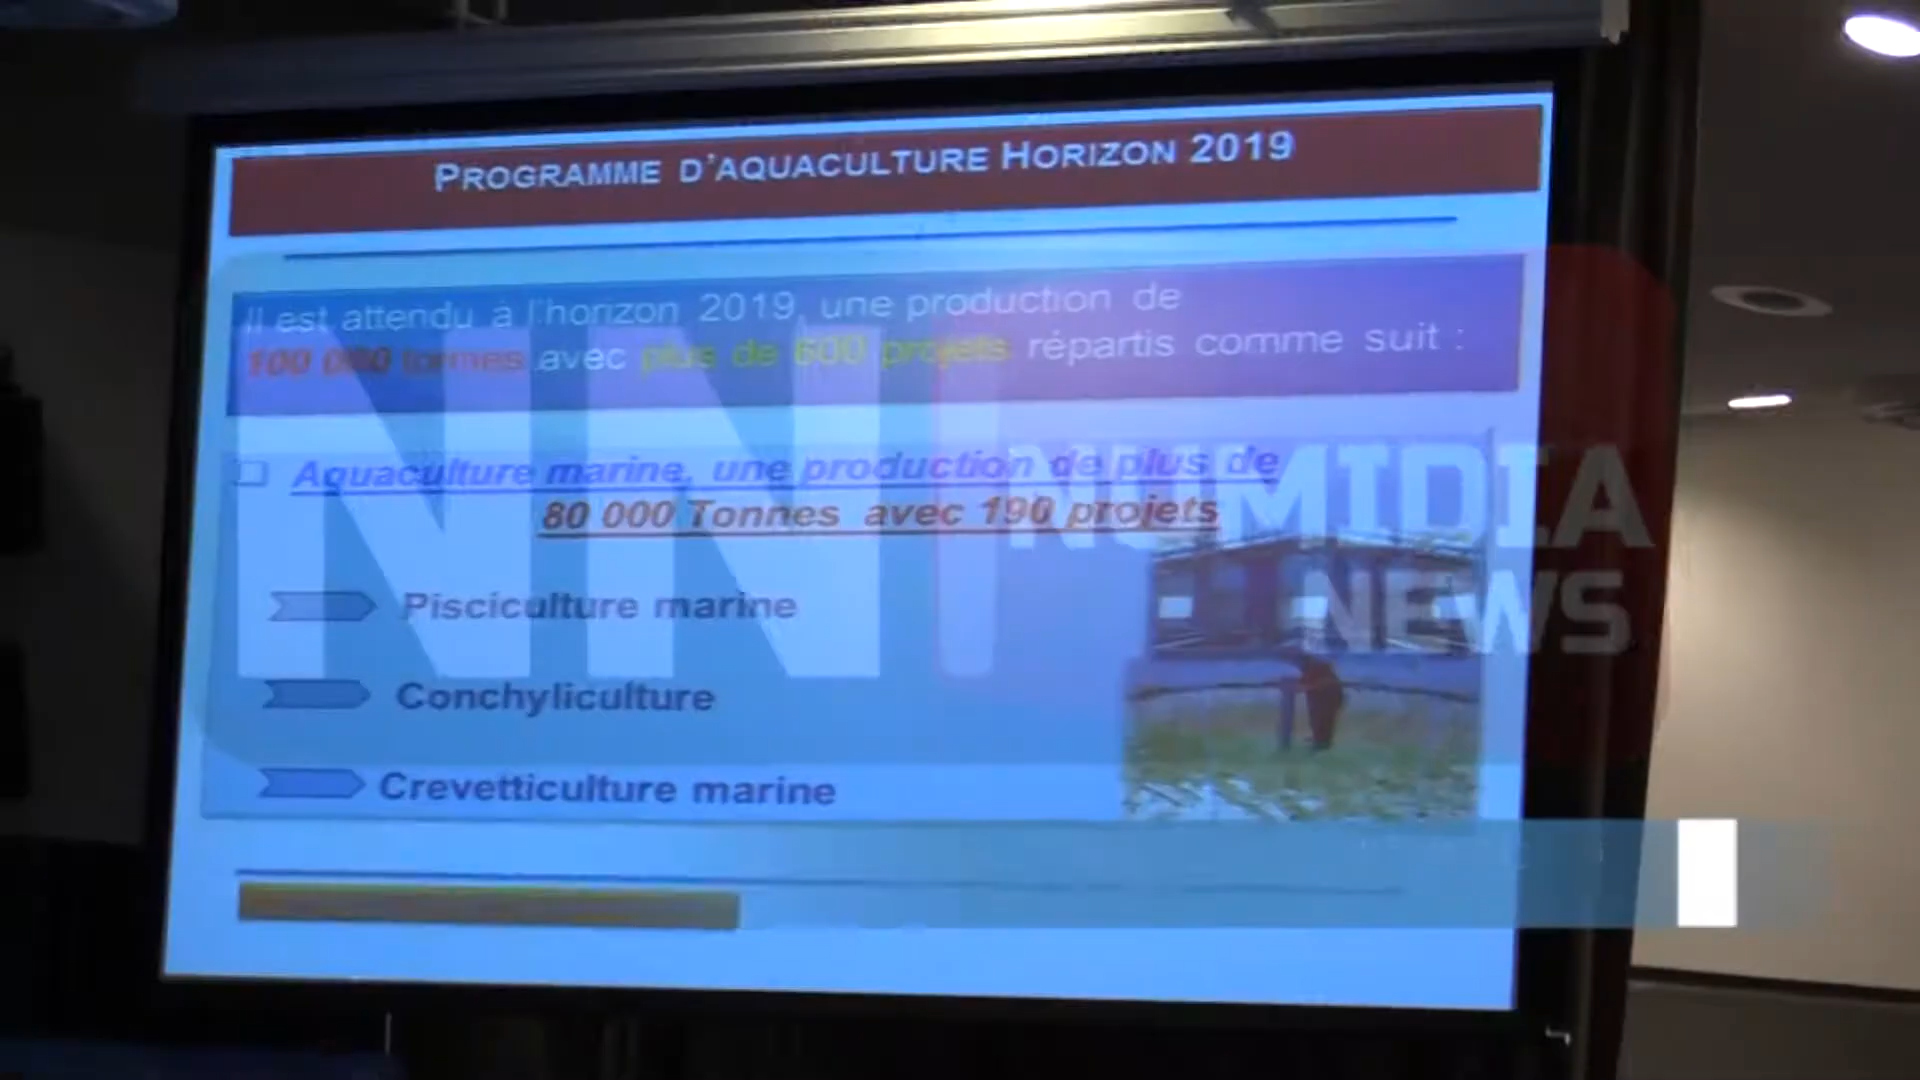 PROGRAMME D'AQUACULTURE HORIZON 2019
Il est attendu à l'horizon 2019, une production de
100 000 tonnes avec plus de 600 projets répartis comme suit :
Aquaculture marine, une production de plus de
80 000 Tonnes avec 190 projets
Pisciculture marine
Conchyliculture
Crevetticulture marine
NN
NUMIDIA
NEWS